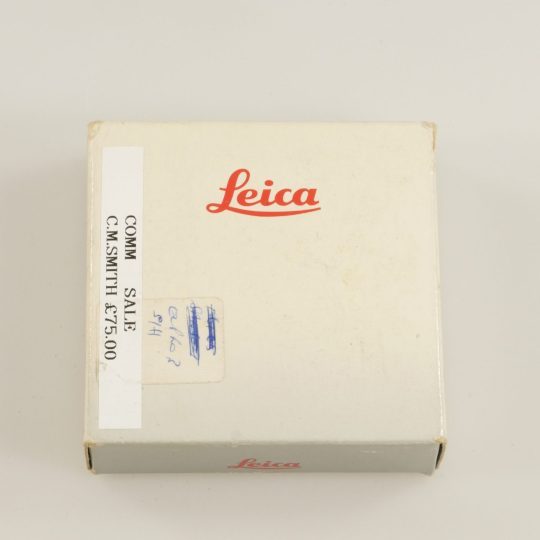 Leica
COMM SALE
C.M.SMITH £75.00
S/H
Leica